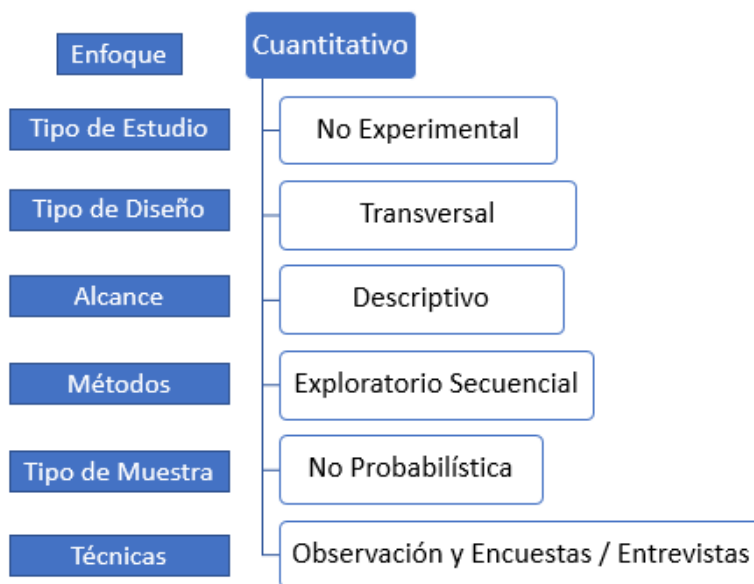 Enfoque
Cuantitativo
Tipo de Estudio
No Experimental
Tipo de Diseño
Transversal
Alcance
Descriptivo
Métodos
Exploratorio Secuencial
Tipo de Muestra
No Probabilística
Técnicas
Observación y Encuestas / Entrevistas